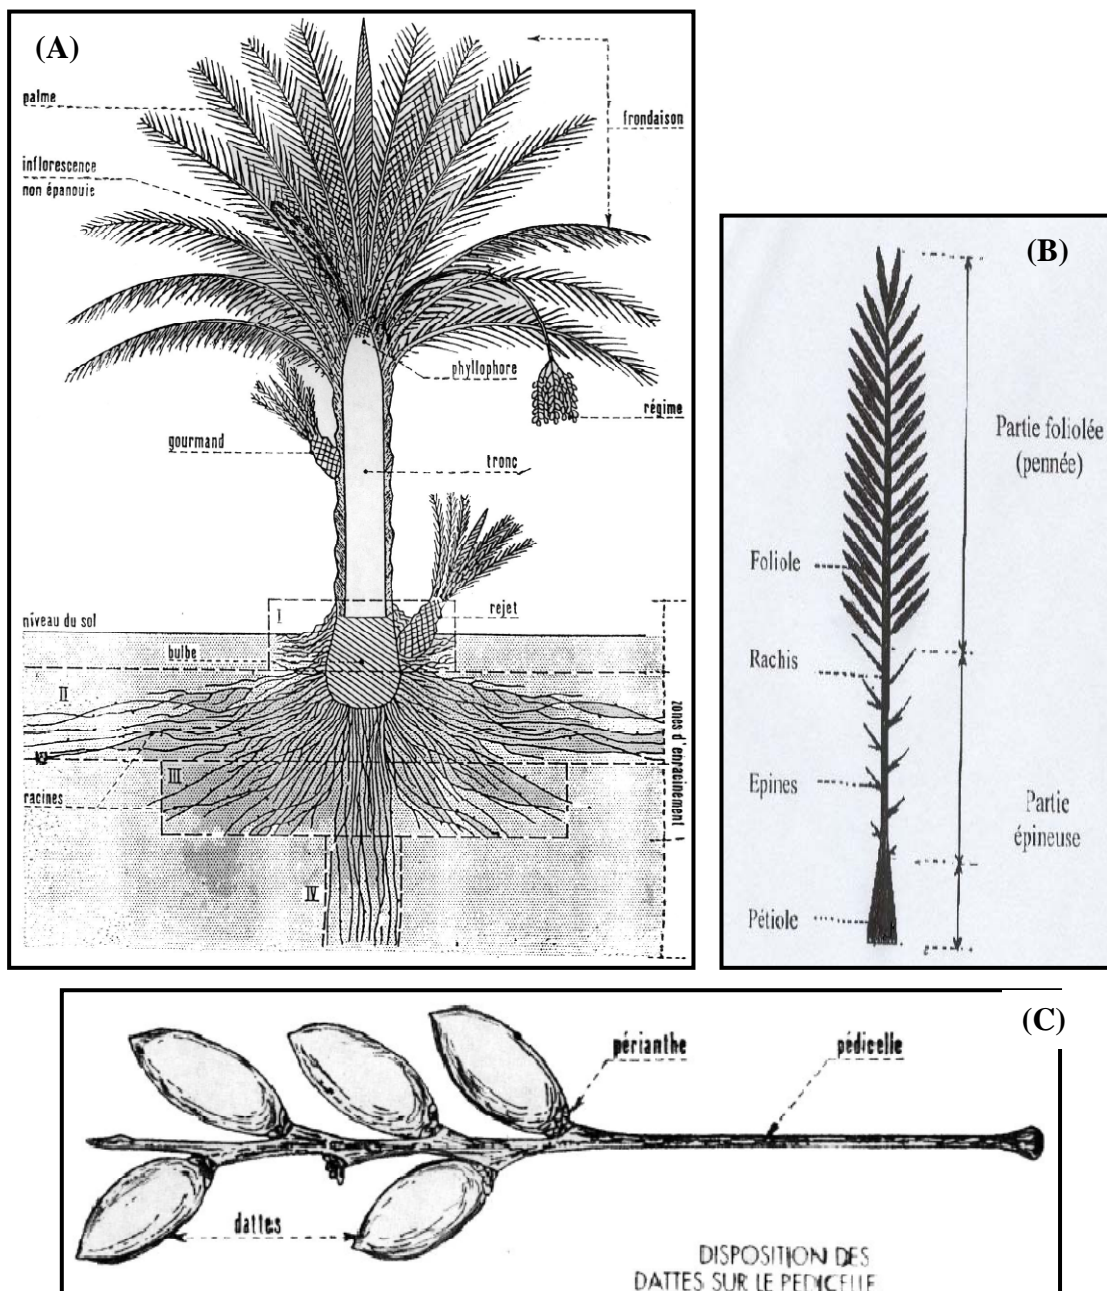 (A)
palme
frondaison
inflorescence
non épanouie
phyllophore
régime
gourmand
tronc
rejet
niveau du sol
I
bulbe
II
zones d'enracinement
III
racines
IV
(B)
Partie foliolée
(pennée)
Foliole
Rachis
Epines
Partie
épineuse
Pétiole
(C)
périanthe
pédicelle
dattes
DISPOSITION DES
DATTES SUR LE PEDICELLE